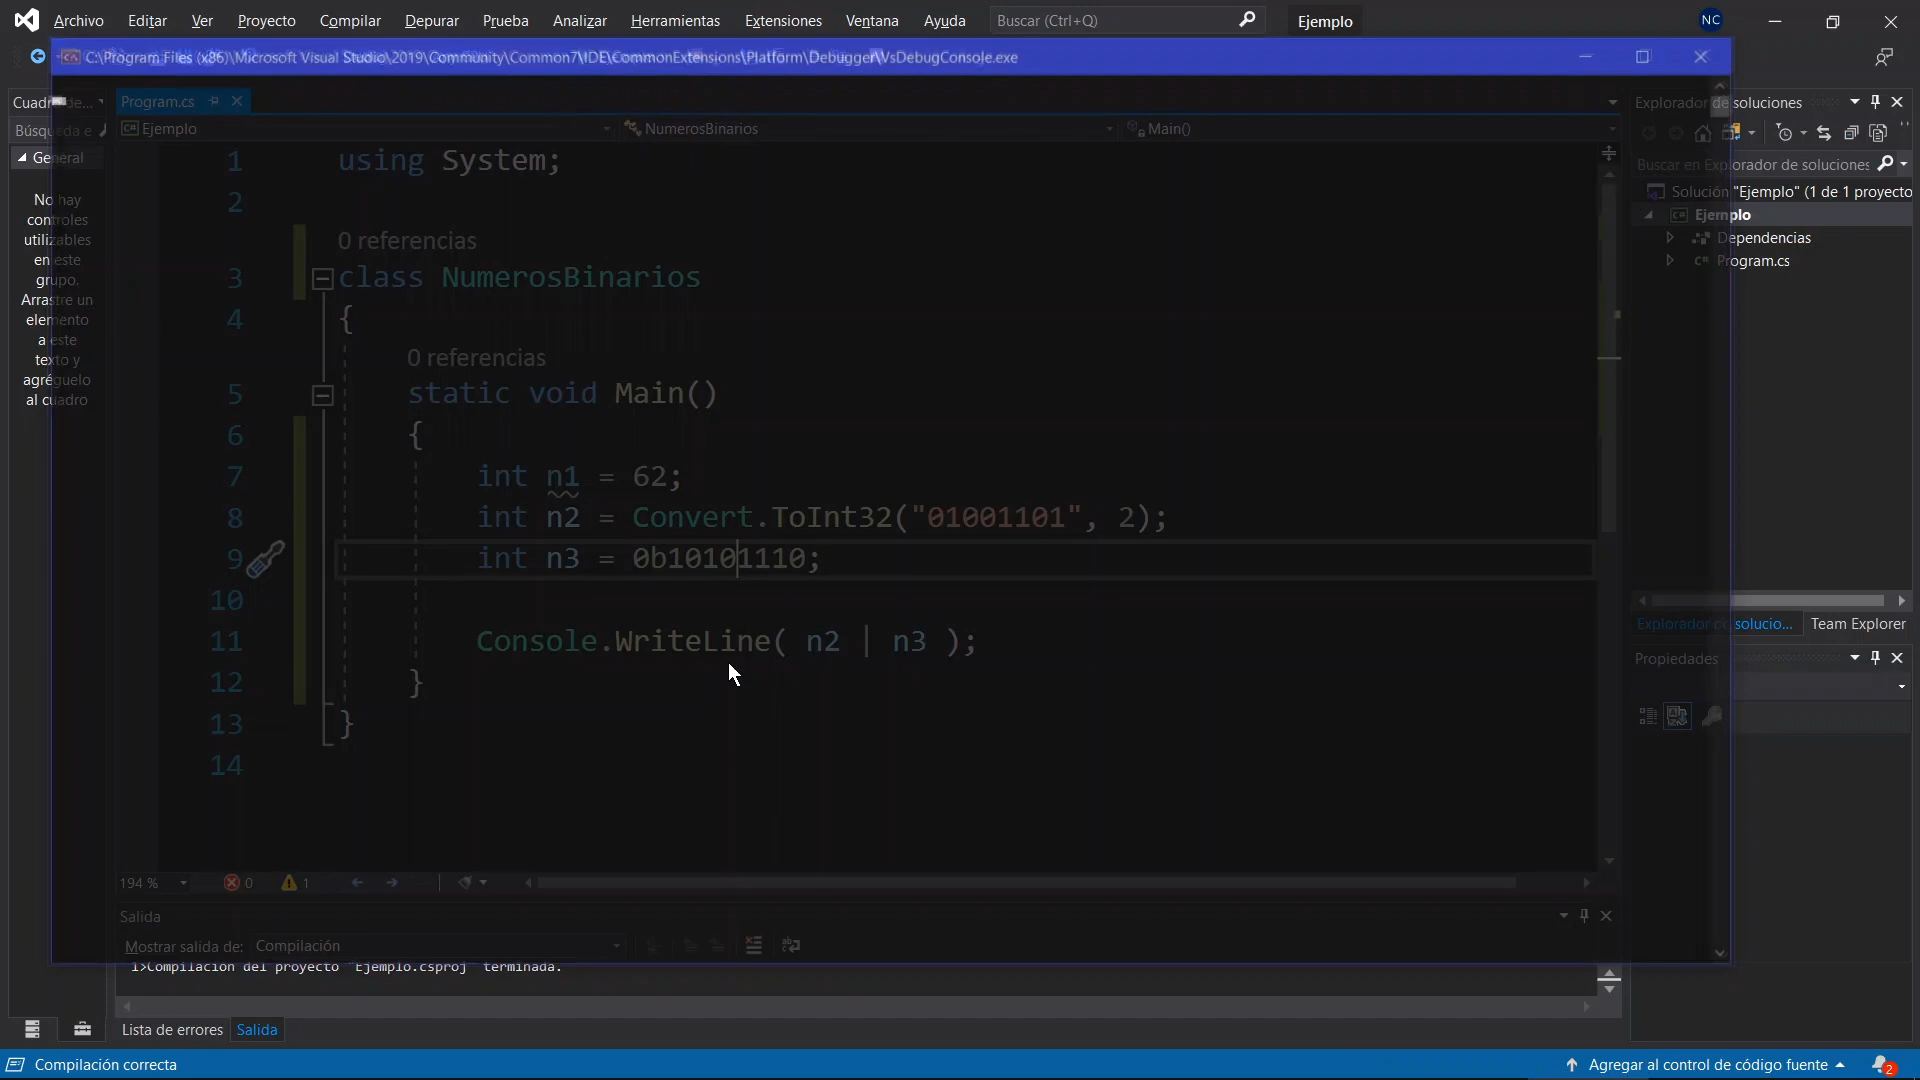 Archivo Editar Ver Proyecto Compilar Depurar Prueba Analizar Herramientas Extensiones Ventana Ayuda Buscar (Ctrl+Q) Ejemplo NC
C:\Program Files (x86)\Microsoft Visual Studio\2019\Community\Common7\IDE\CommonExtensions\Platform\Debugger\VsDebugConsole.exe
Cuadro de... Program.cs Explorador de soluciones
Búsqueda e Ejemplo NumerosBinarios Main()
General
No hay
controles
utilizables
en este
grupo.
Arrastre un
elemento
a este
texto y
agréguelo
al cuadro
1 using System;
2
0 referencias
3 class NumerosBinarios
4 {
0 referencias
5 static void Main()
6 {
7 int n1 = 62;
8 int n2 = Convert.ToInt32("01001101", 2);
9 int n3 = 0b10101110;
10
11 Console.WriteLine( n2 | n3 );
12 }
13 }
14
194 % 0 1
Salida
Mostrar salida de: Compilación
1>Compilación del proyecto "Ejemplo.csproj" terminada.
Lista de errores Salida
Buscar en Explorador de soluciones
Solución "Ejemplo" (1 de 1 proyecto
Ejemplo
Dependencias
C# Program.cs
Explorador de solucio... Team Explorer
Propiedades
Compilación correcta Agregar al control de código fuente 2